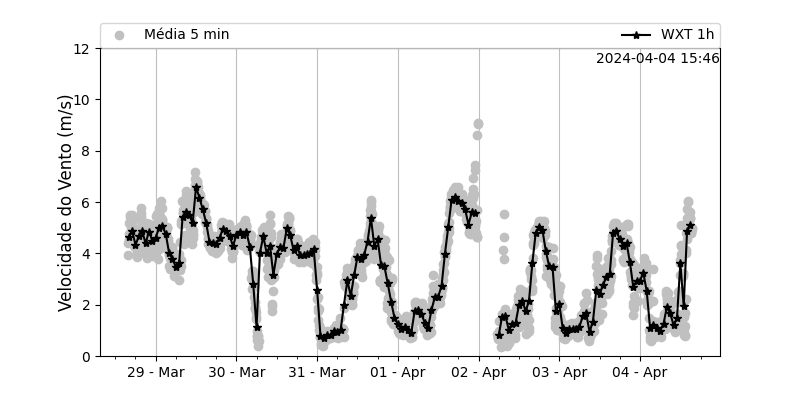 Média 5 min
WXT 1h
2024-04-04 15:46
Velocidade do Vento (m/s)
12
10
8
6
4
2
0
29 - Mar
30 - Mar
31 - Mar
01 - Apr
02 - Apr
03 - Apr
04 - Apr